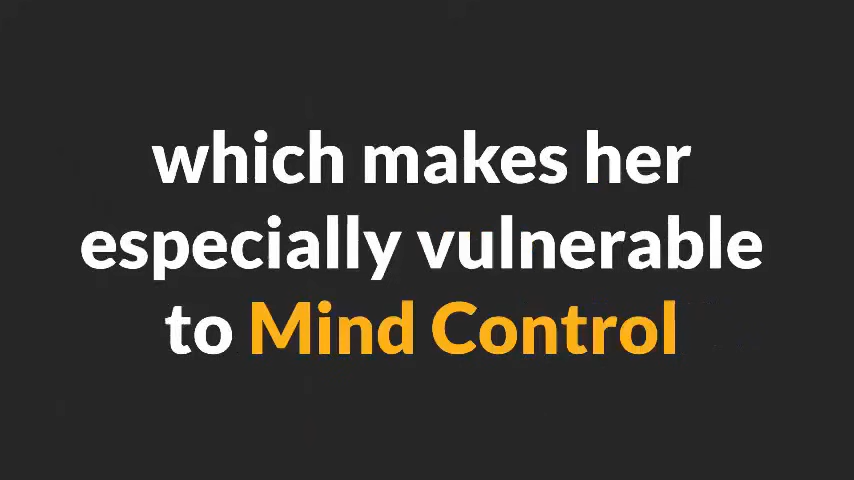 which makes her
especially vulnerable
to Mind Control